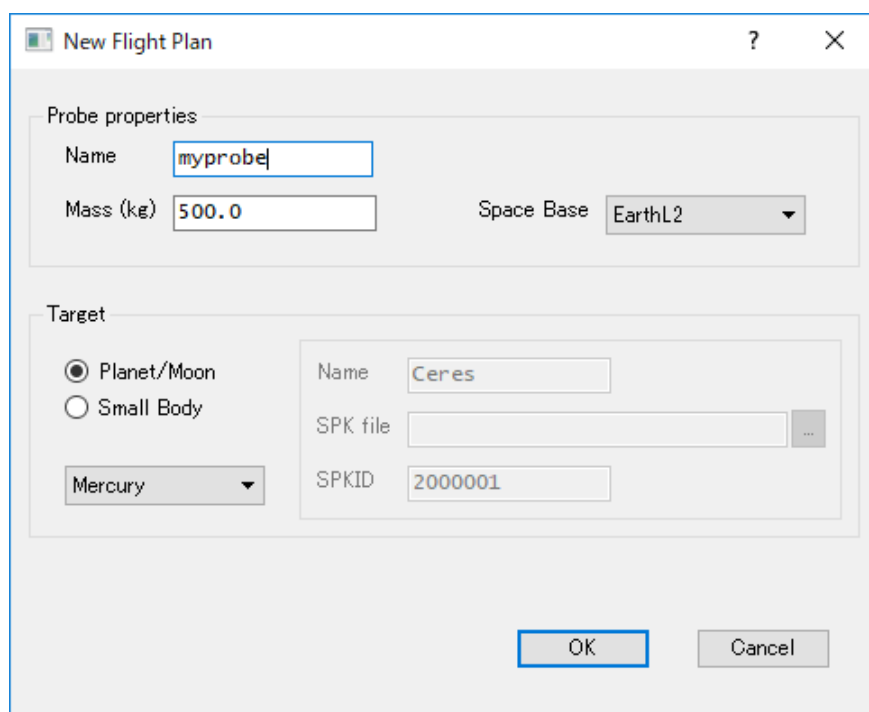 New Flight Plan
Probe properties
Name myprobe
Mass (kg) 500.0 Space Base EarthL2
Target
Planet/Moon
Small Body
Mercury
Name Ceres
SPK file ...
SPKID 2000001
OK Cancel